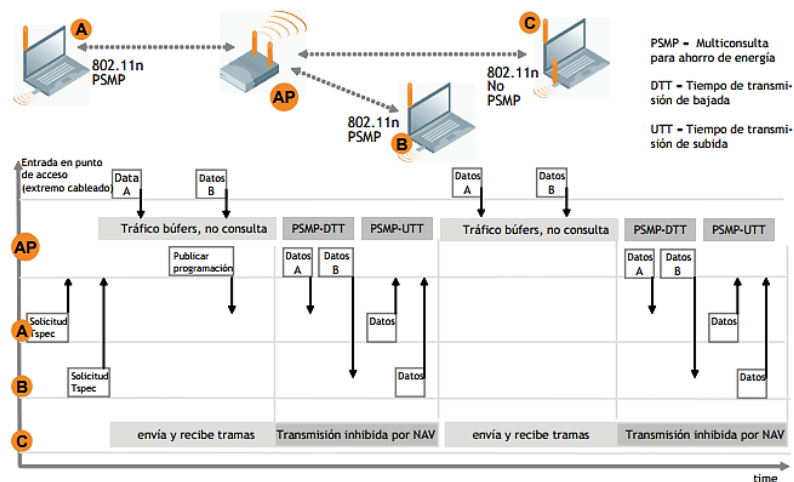 A
802.11n
PSMP
AP
802.11n
PSMP
B
C
802.11n
No
PSMP
PSMP = Multiconsulta
para ahorro de energía
DTT = Tiempo de transmi-
sión de bajada
UTT = Tiempo de transmi-
sión de subida
Entrada en punto
de acceso
(extremo cableado)
Data
A
Datos
B
Datos
A
Datos
B
AP
Tráfico búfers, no consulta
PSMP-DTT
PSMP-UTT
Tráfico búfers, no consulta
PSMP-DTT
PSMP-UTT
Publicar
programación
Datos
A
Datos
B
Datos
A
Datos
B
A
Solicitud
Tspec
Datos
Datos
B
Solicitud
Tspec
Datos
Datos
C
envía y recibe tramas
Transmisión inhibida por NAV
envía y recibe tramas
Transmisión inhibida por NAV
time